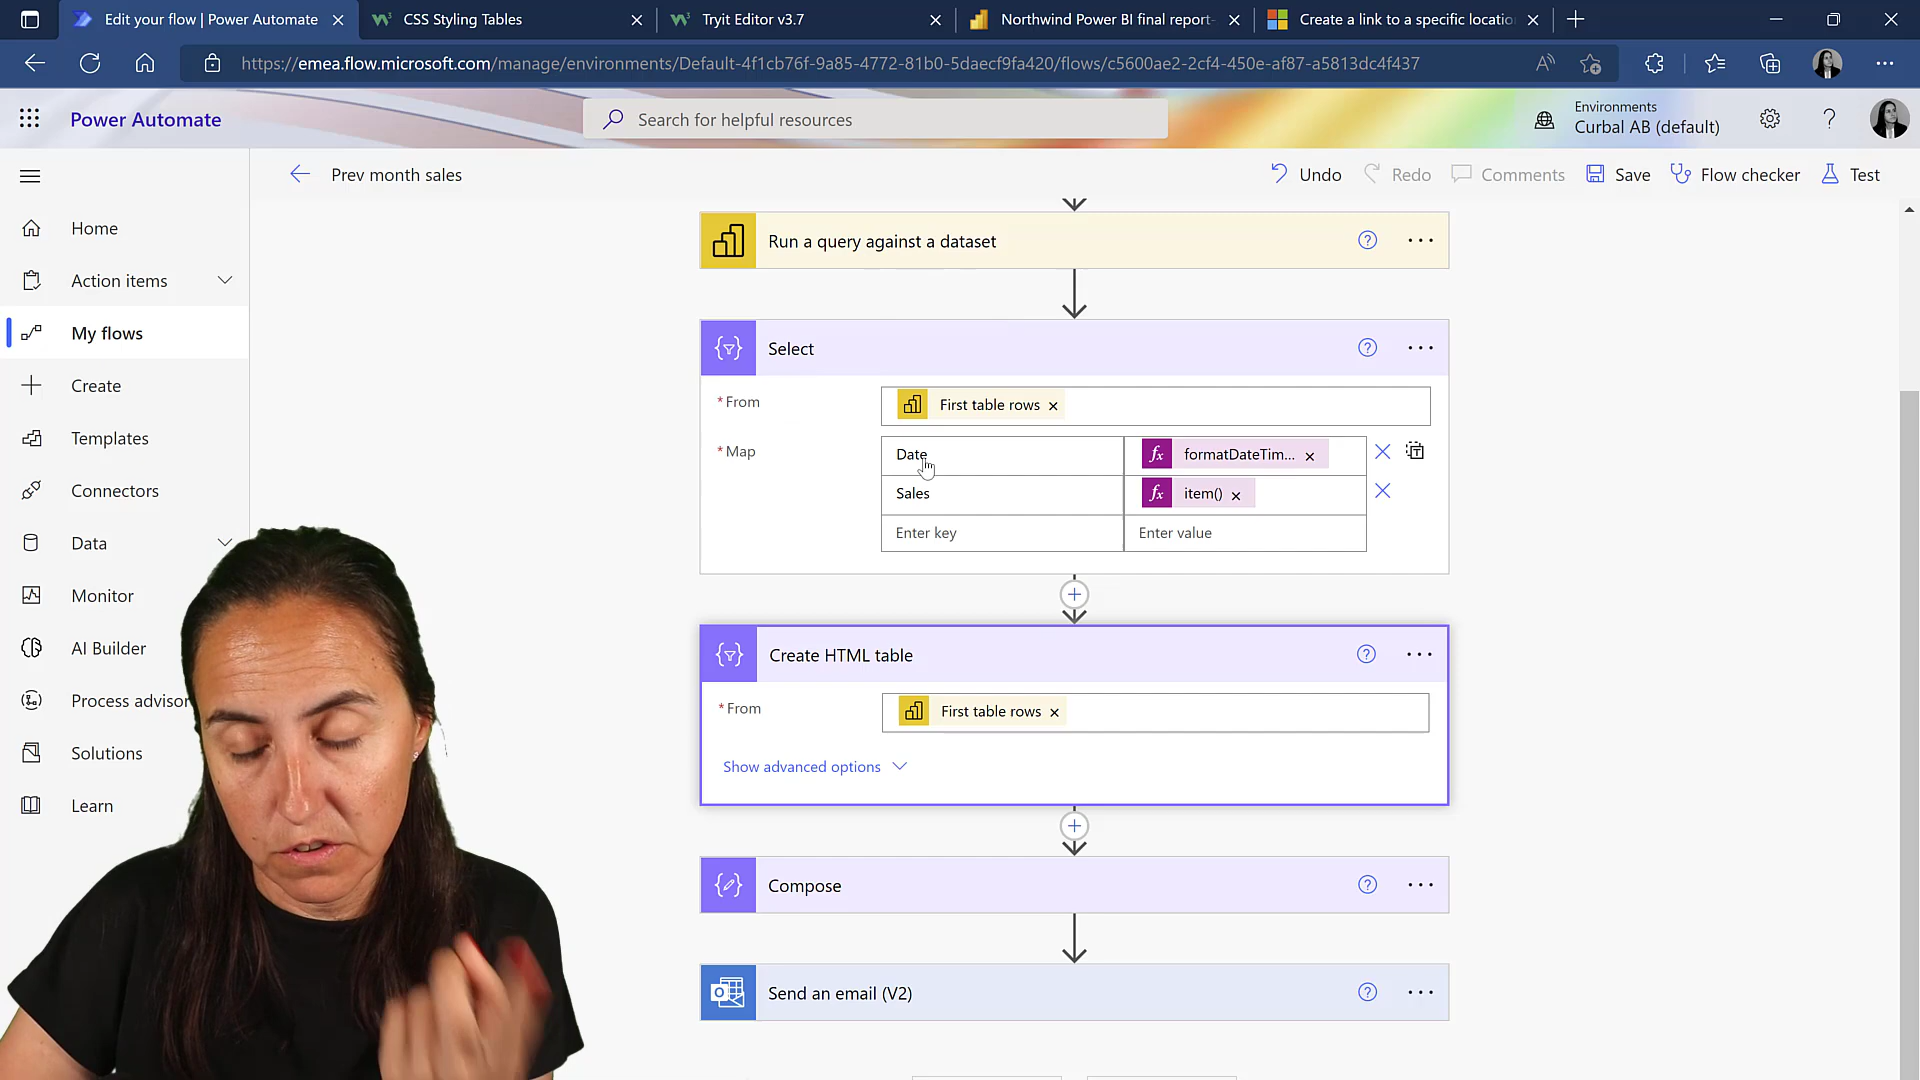 Edit your flow | Power Automate
CSS Styling Tables
Tryit Editor v3.7
Northwind Power BI final report-
Create a link to a specific locatio
https://emea.flow.microsoft.com/manage/environments/Default-4f1cb76f-9a85-4772-81b0-5daecf9fa420/flows/c5600ae2-2cf4-450e-af87-a5813dc4f437
Power Automate
Search for helpful resources
Environments
Curbal AB (default)
Prev month sales
Undo
Redo
Comments
Save
Flow checker
Test
Home
Action items
My flows
Create
Templates
Connectors
Data
Monitor
AI Builder
Process advisor
Solutions
Learn
Run a query against a dataset
Select
* From
First table rows
* Map
Date
formatDateTim...
Sales
item()
Enter key
Enter value
Create HTML table
* From
First table rows
Show advanced options
Compose
Send an email (V2)